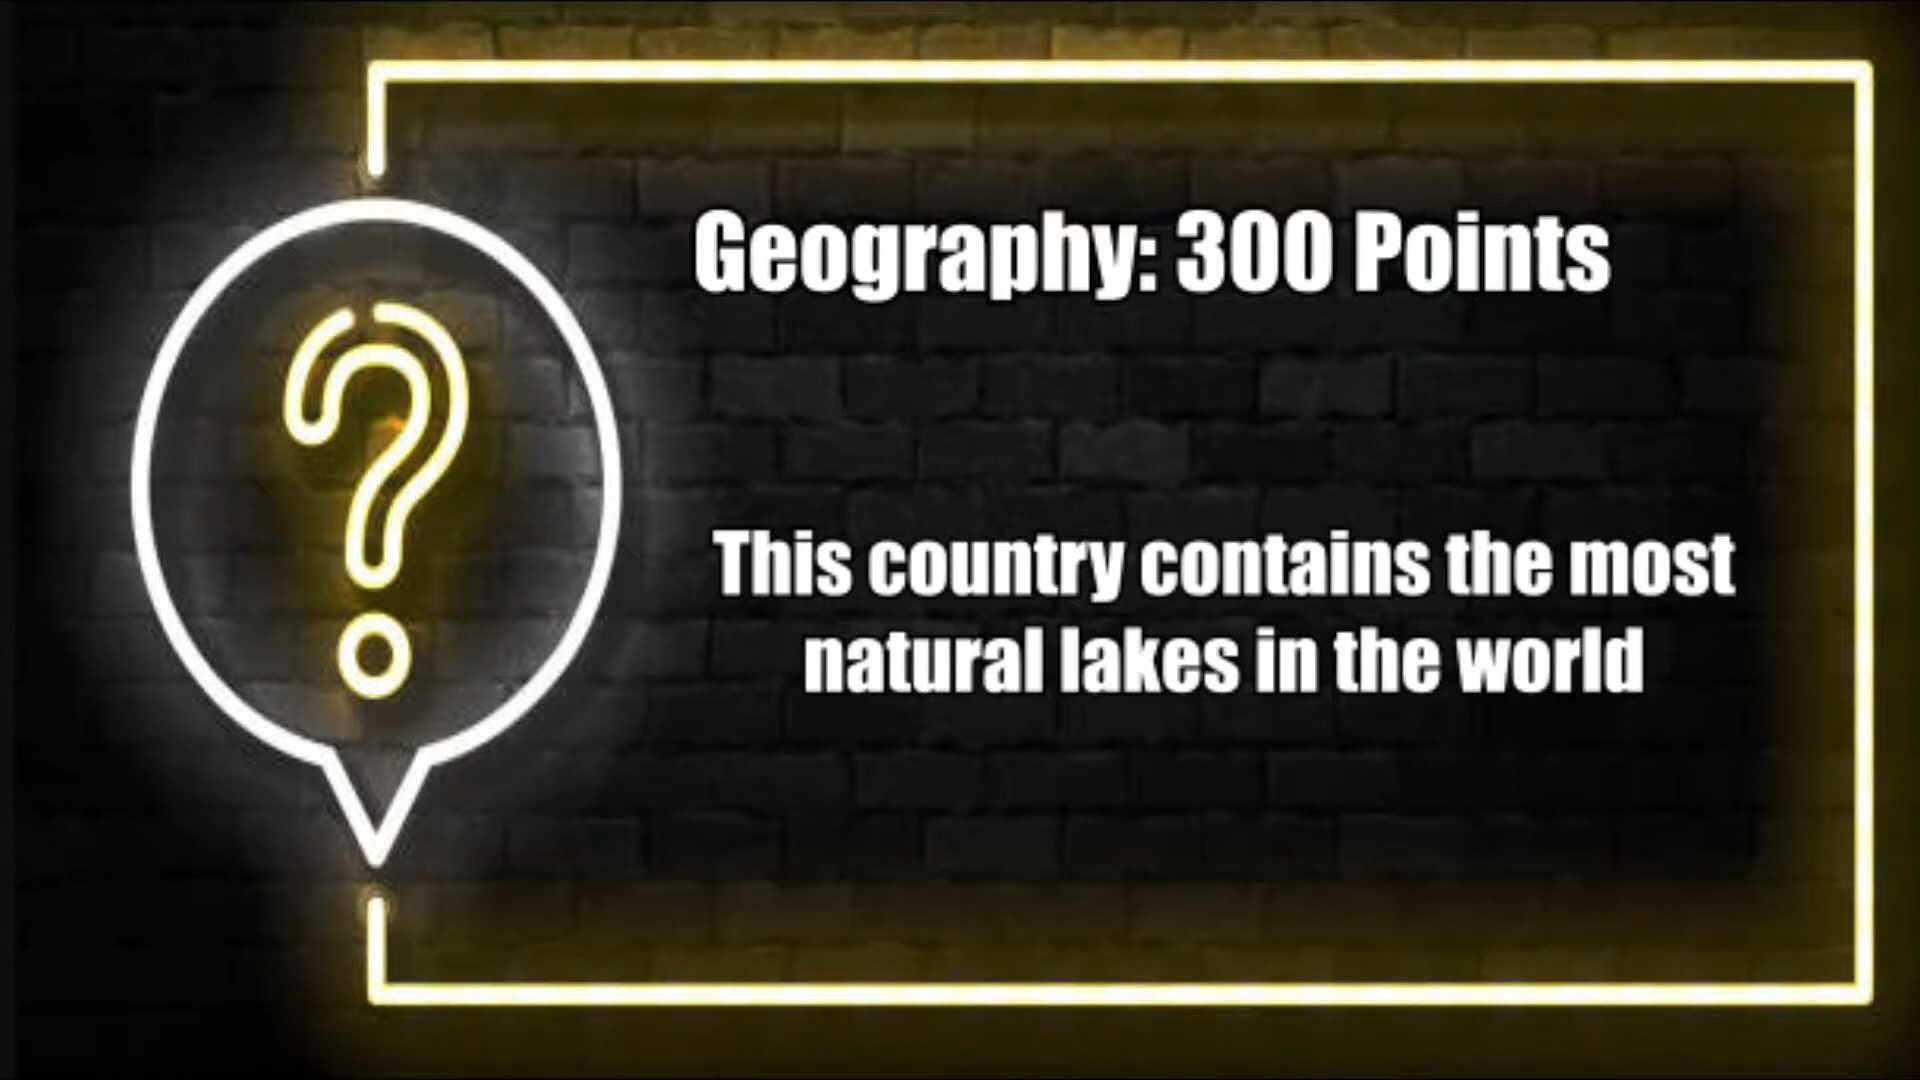 Geography: 300 Points
This country contains the most
natural lakes in the world